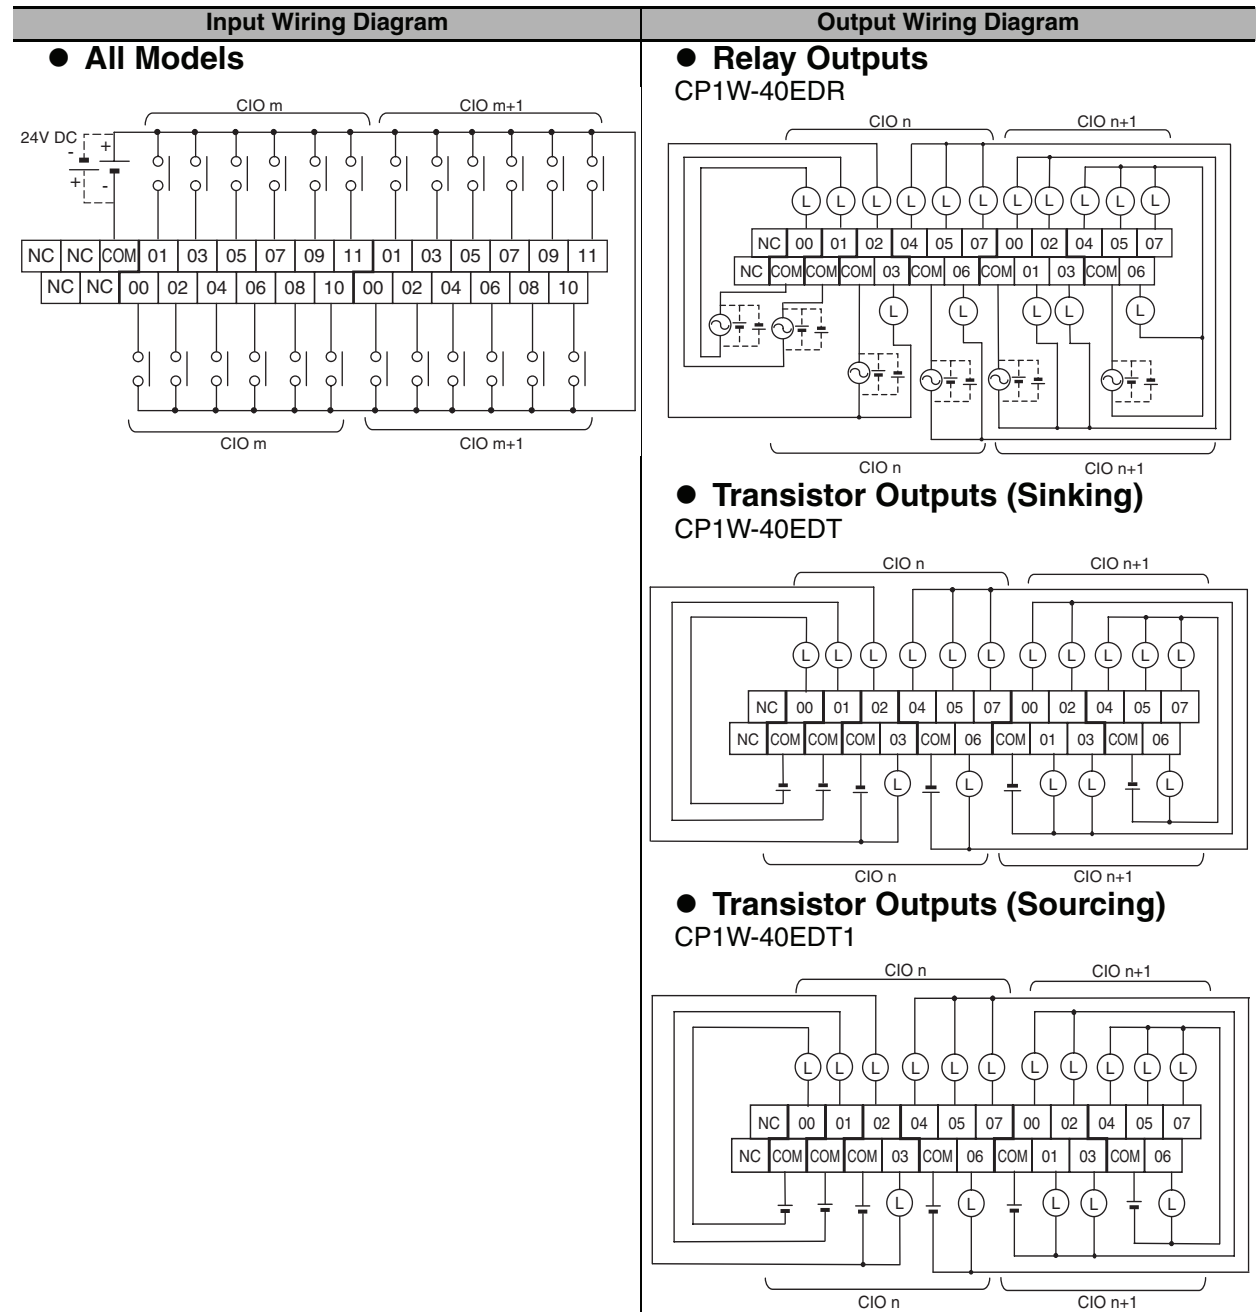 Input Wiring Diagram
● All Models
CIO m CIO m+1
24V DC
- +
+ -
NC NC COM 01 03 05 07 09 11 01 03 05 07 09 11
NC NC 00 02 04 06 08 10 00 02 04 06 08 10
CIO m CIO m+1
Output Wiring Diagram
● Relay Outputs
CP1W-40EDR
CIO n CIO n+1
L L L L L L L L L L L
NC 00 01 02 04 05 07 00 02 04 05 07
NC COM COM COM 03 COM 06 COM 01 03 COM 06
L L L L L
CIO n CIO n+1
● Transistor Outputs (Sinking)
CP1W-40EDT
CIO n CIO n+1
L L L L L L L L L L L
NC 00 01 02 04 05 07 00 02 04 05 07
NC COM COM COM 03 COM 06 COM 01 03 COM 06
L L L L L
CIO n CIO n+1
● Transistor Outputs (Sourcing)
CP1W-40EDT1
CIO n CIO n+1
L L L L L L L L L L L
NC 00 01 02 04 05 07 00 02 04 05 07
NC COM COM COM 03 COM 06 COM 01 03 COM 06
L L L L L
CIO n CIO n+1